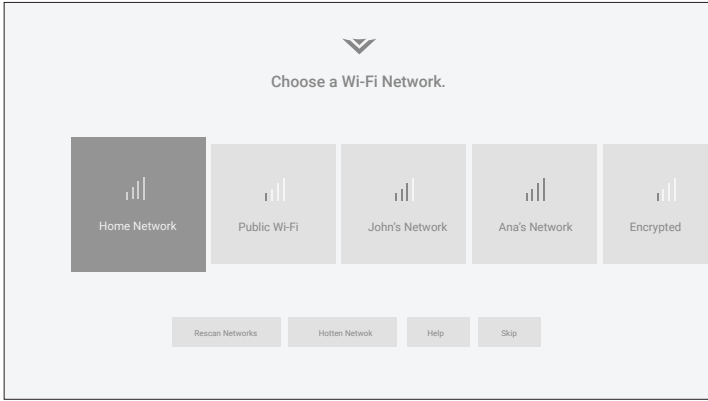 Choose a Wi-Fi Network.
Home Network
Public Wi-Fi
John's Network
Ana's Network
Encrypted
Rescan Networks
Hotten Netwok
Help
Skip